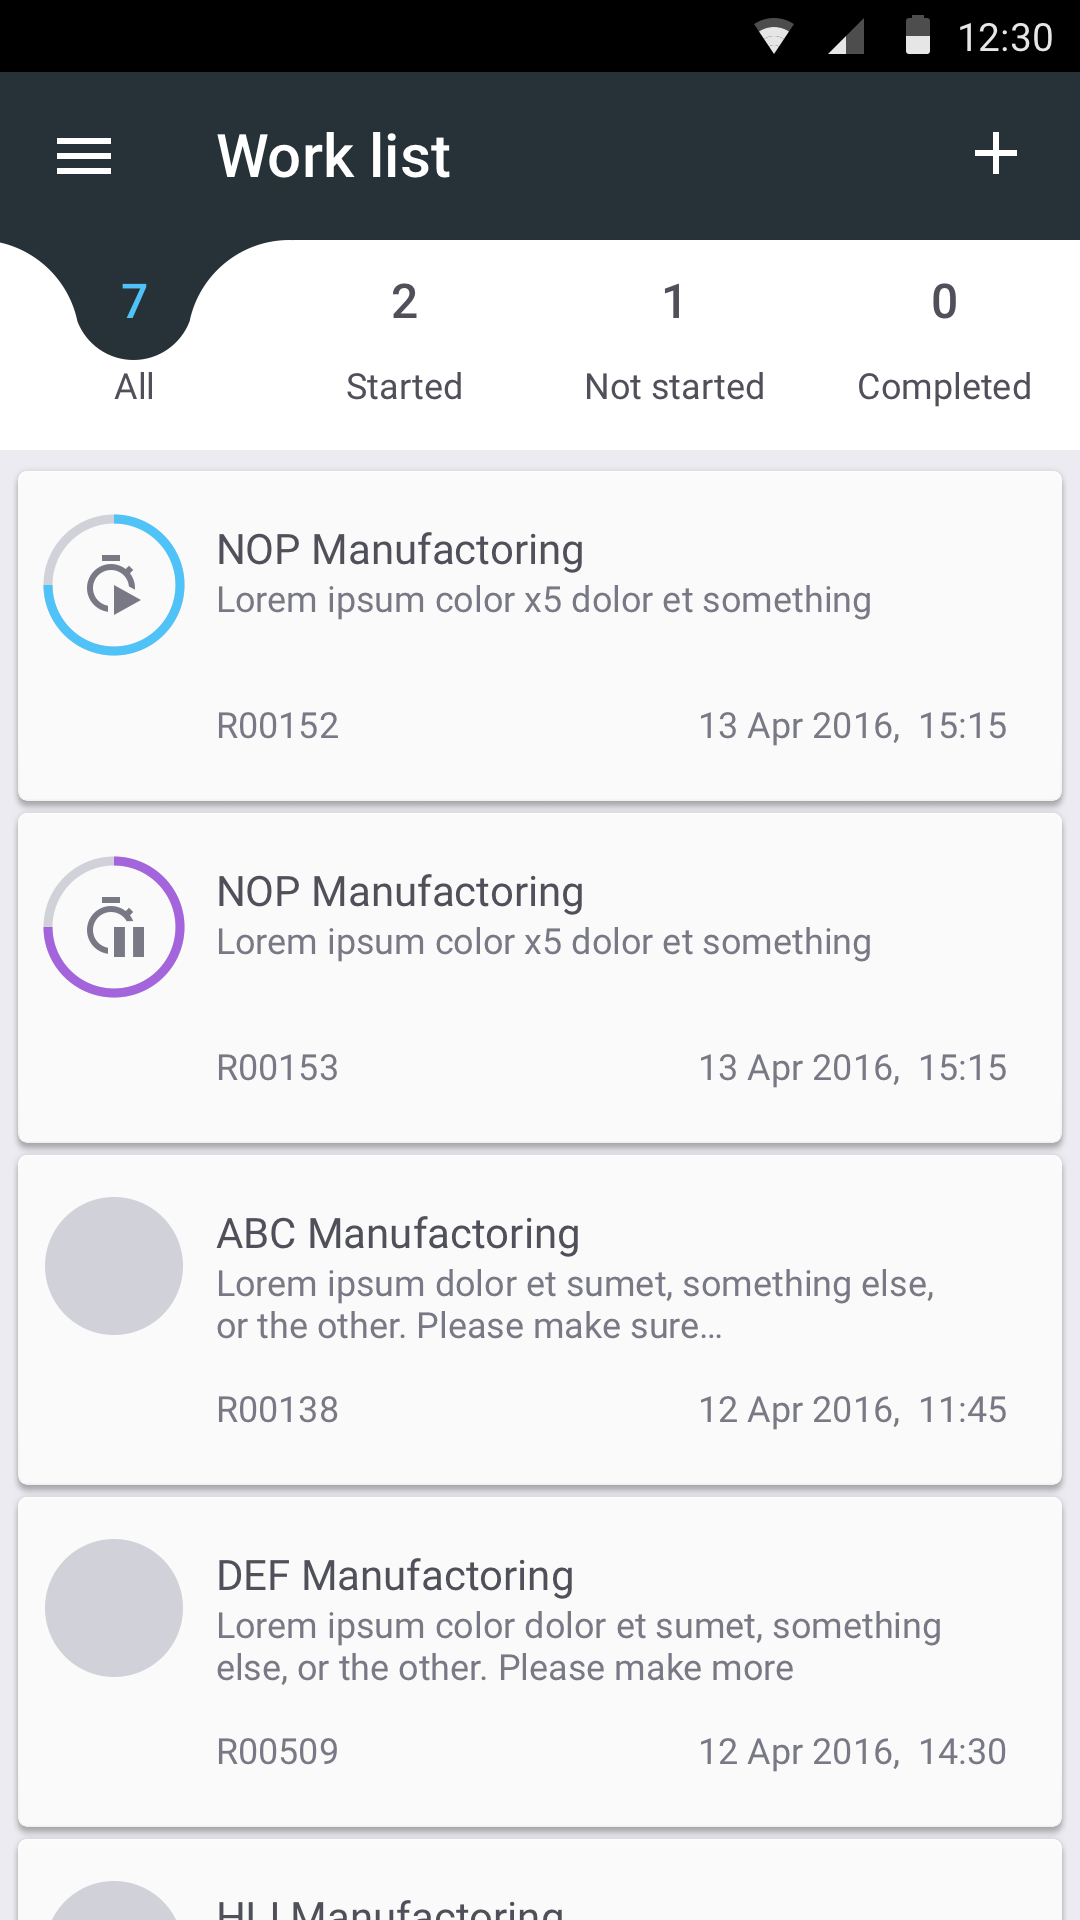 12:30
Work list
7 2 1 0
All Started Not started Completed
NOP Manufactoring
Lorem ipsum color x5 dolor et something
R00152 13 Apr 2016, 15:15
NOP Manufactoring
Lorem ipsum color x5 dolor et something
R00153 13 Apr 2016, 15:15
ABC Manufactoring
Lorem ipsum dolor et sumet, something else,
or the other. Please make sure...
R00138 12 Apr 2016, 11:45
DEF Manufactoring
Lorem ipsum color dolor et sumet, something
else, or the other. Please make more
R00509 12 Apr 2016, 14:30
Manufactoring